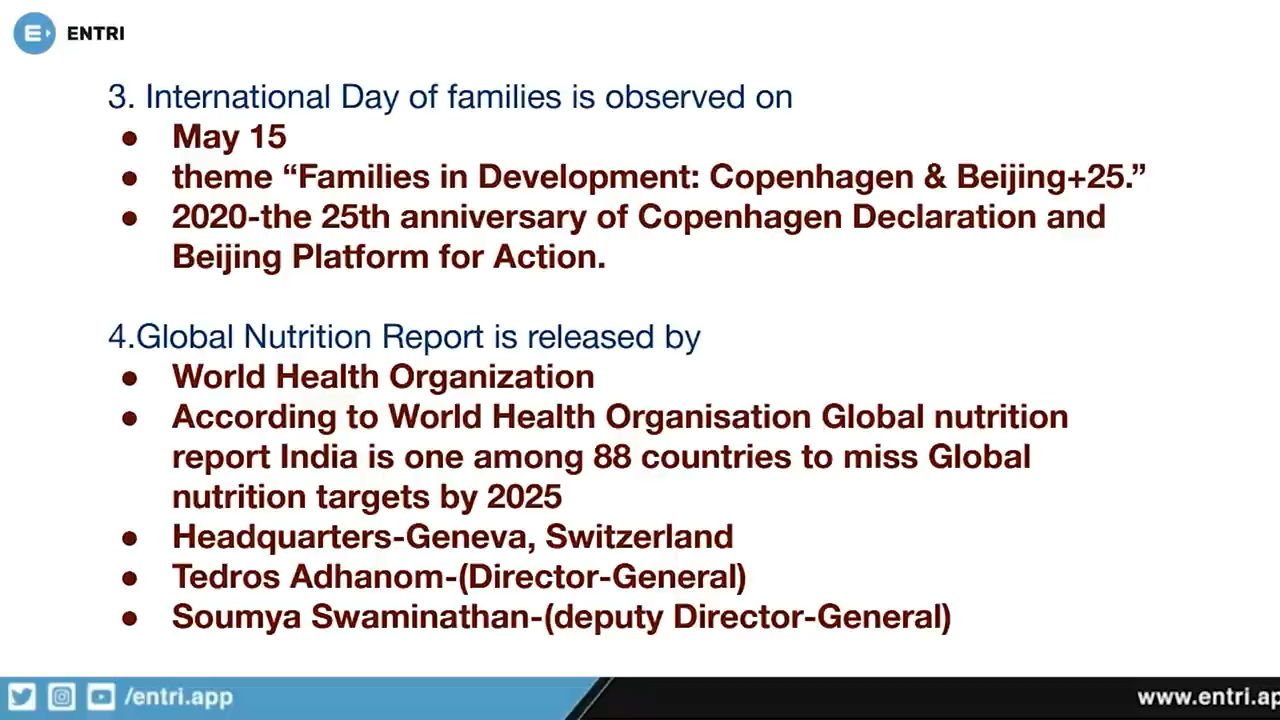 ENTRI
3. International Day of families is observed on
● May 15
● theme “Families in Development: Copenhagen & Beijing+25.”
● 2020-the 25th anniversary of Copenhagen Declaration and
Beijing Platform for Action.
4.Global Nutrition Report is released by
● World Health Organization
● According to World Health Organisation Global nutrition
report India is one among 88 countries to miss Global
nutrition targets by 2025
● Headquarters-Geneva, Switzerland
● Tedros Adhanom-(Director-General)
● Soumya Swaminathan-(deputy Director-General)
/entri.app
www.entri.ap